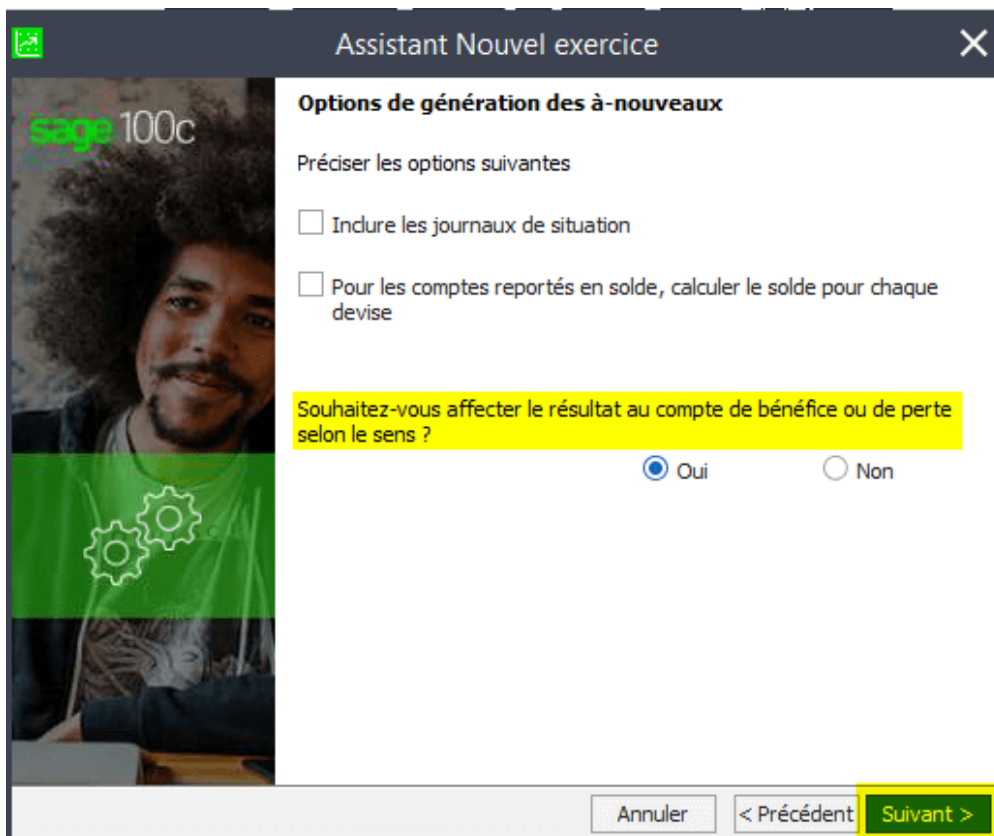 Assistant Nouvel exercice
sage 100c
Options de génération des à-nouveaux
Préciser les options suivantes
Inclure les journaux de situation
Pour les comptes reportés en solde, calculer le solde pour chaque
devise
Souhaitez-vous affecter le résultat au compte de bénéfice ou de perte
selon le sens ?
Oui Non
Annuler < Précédent Suivant >